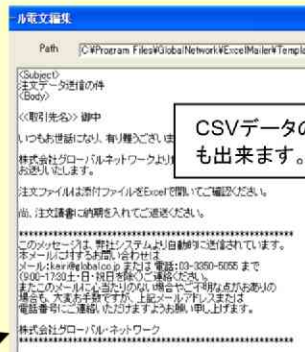 ール電文編集
Path C:¥Program Files¥GlobalNetwork¥ExcelMailer¥Templa
<Subject>
注文データ送信の件
<Body>
<<取引先名>> 御中
いつもお世話になり、有り難うござい
CSVデータの
も出来ます。
株式会社グローバルネットワークより
お送りいたします。
注文ファイルは添付ファイルをExcelで開いてご確認ください。
尚、注文請書に納期を入れてご返送ください。
このメッセージは、弊社システムより自動的に送信されています。
本メールに対するお問い合わせは
メール:keiri@globalco.jp または 電話:03-3350-5055 まで
(9:00-17:30土・日・祝日を除く)ご連絡ください。
またこのメールに心当たりのない場合やご不明な点がおありの
場合も、大変お手数ですが、上記メールアドレスまたは
電話番号にご連絡いただけますようお願い申し上げます。
株式会社グローバル・ネットワーク